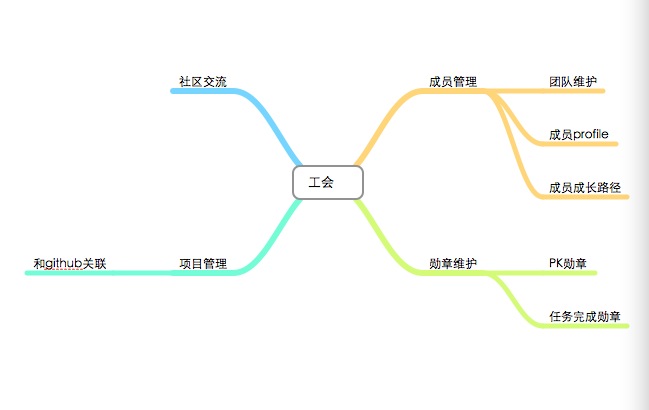 社区交流
成员管理
团队维护
成员profile
工会
成员成长路径
和github关联
项目管理
勋章维护
PK勋章
任务完成勋章